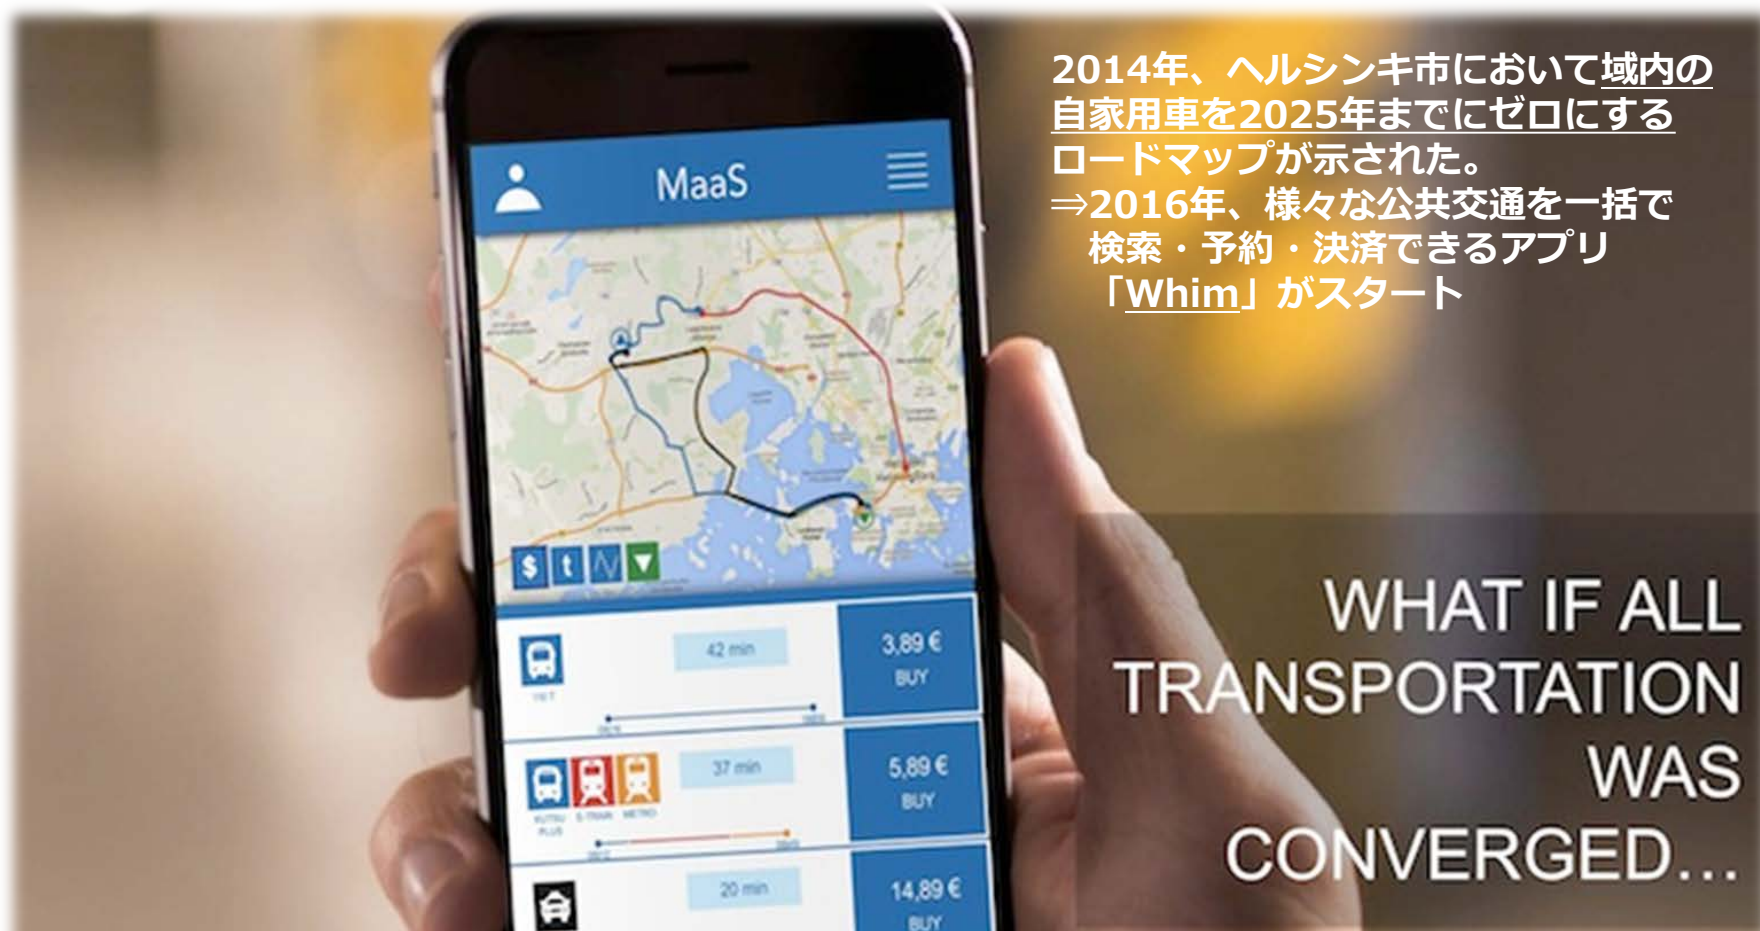 2014年、ヘルシンキ市において域内の
自家用車を2025年までにゼロにする
ロードマップが示された。
⇒2016年、様々な公共交通を一括で
検索・予約・決済できるアプリ
「Whim」がスタート
MaaS
$ t
42 min
3,89 €
BUY
37 min
5,89 €
BUY
KUTSU PLUS
METRO
20 min
14,89 €
BUY
WHAT IF ALL
TRANSPORTATION
WAS
CONVERGED...